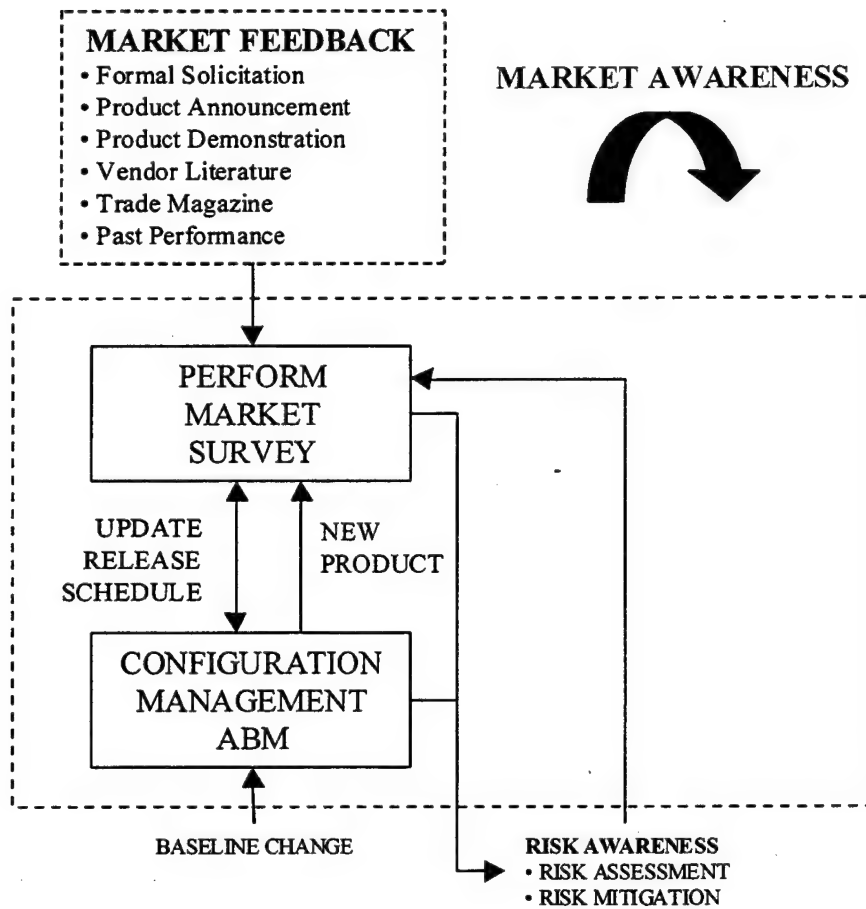 MARKET FEEDBACK
• Formal Solicitation
• Product Announcement
• Product Demonstration
• Vendor Literature
• Trade Magazine
• Past Performance
MARKET AWARENESS
PERFORM
MARKET
SURVEY
UPDATE
RELEASE
SCHEDULE
NEW
PRODUCT
CONFIGURATION
MANAGEMENT
ABM
BASELINE CHANGE
RISK AWARENESS
• RISK ASSESSMENT
• RISK MITIGATION